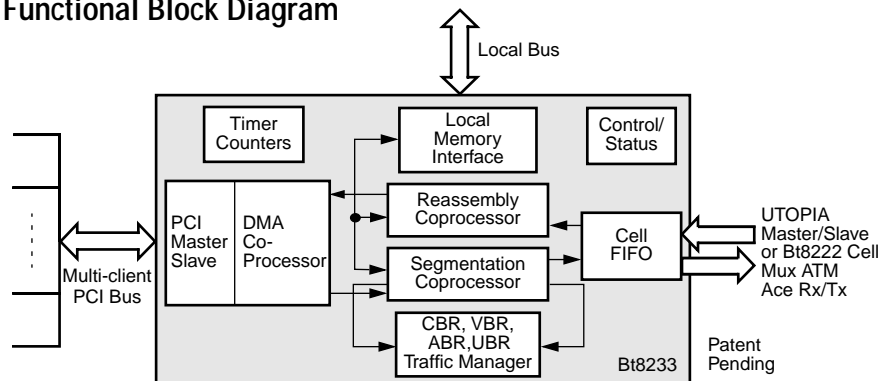 Functional Block Diagram
Local Bus
Timer
Counters
Local
Memory
Interface
Control/
Status
PCI
Master
Slave
DMA
Co-
Processor
Reassembly
Coprocessor
Segmentation
Coprocessor
Cell
FIFO
CBR, VBR,
ABR,UBR
Traffic Manager
Multi-client
PCI Bus
UTOPIA
Master/Slave
or Bt8222 Cell
Mux ATM
Ace Rx/Tx
Bt8233
Patent
Pending